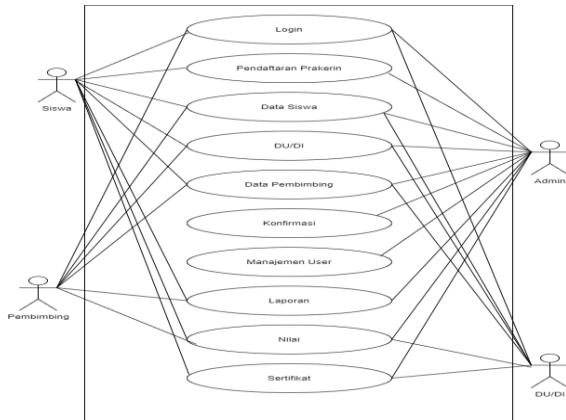 Login
Pendaftaran Prakerin
Siswa
Data Siswa
DU/DI
Admin
Data Pembimbing
Konfirmasi
Manajemen User
Laporan
Pembimbing
Nilai
Sertifikat
DU/DI